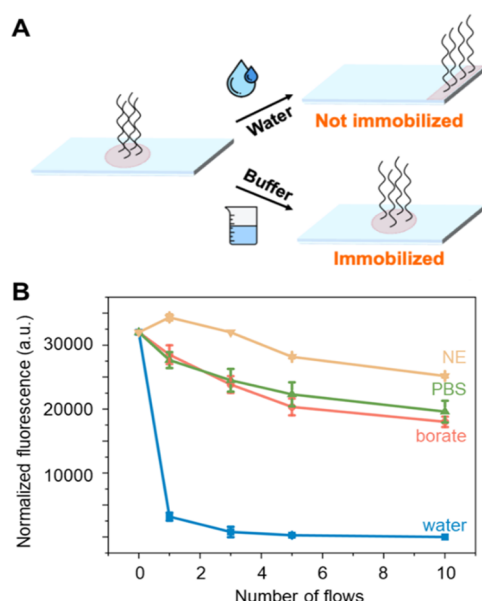 A
Water
Not immobilized
Buffer
Immobilized
B
Normalized fluorescence (a.u.)
30000
20000
10000
NE
PBS
borate
water
0
2
4
6
8
10
Number of flows